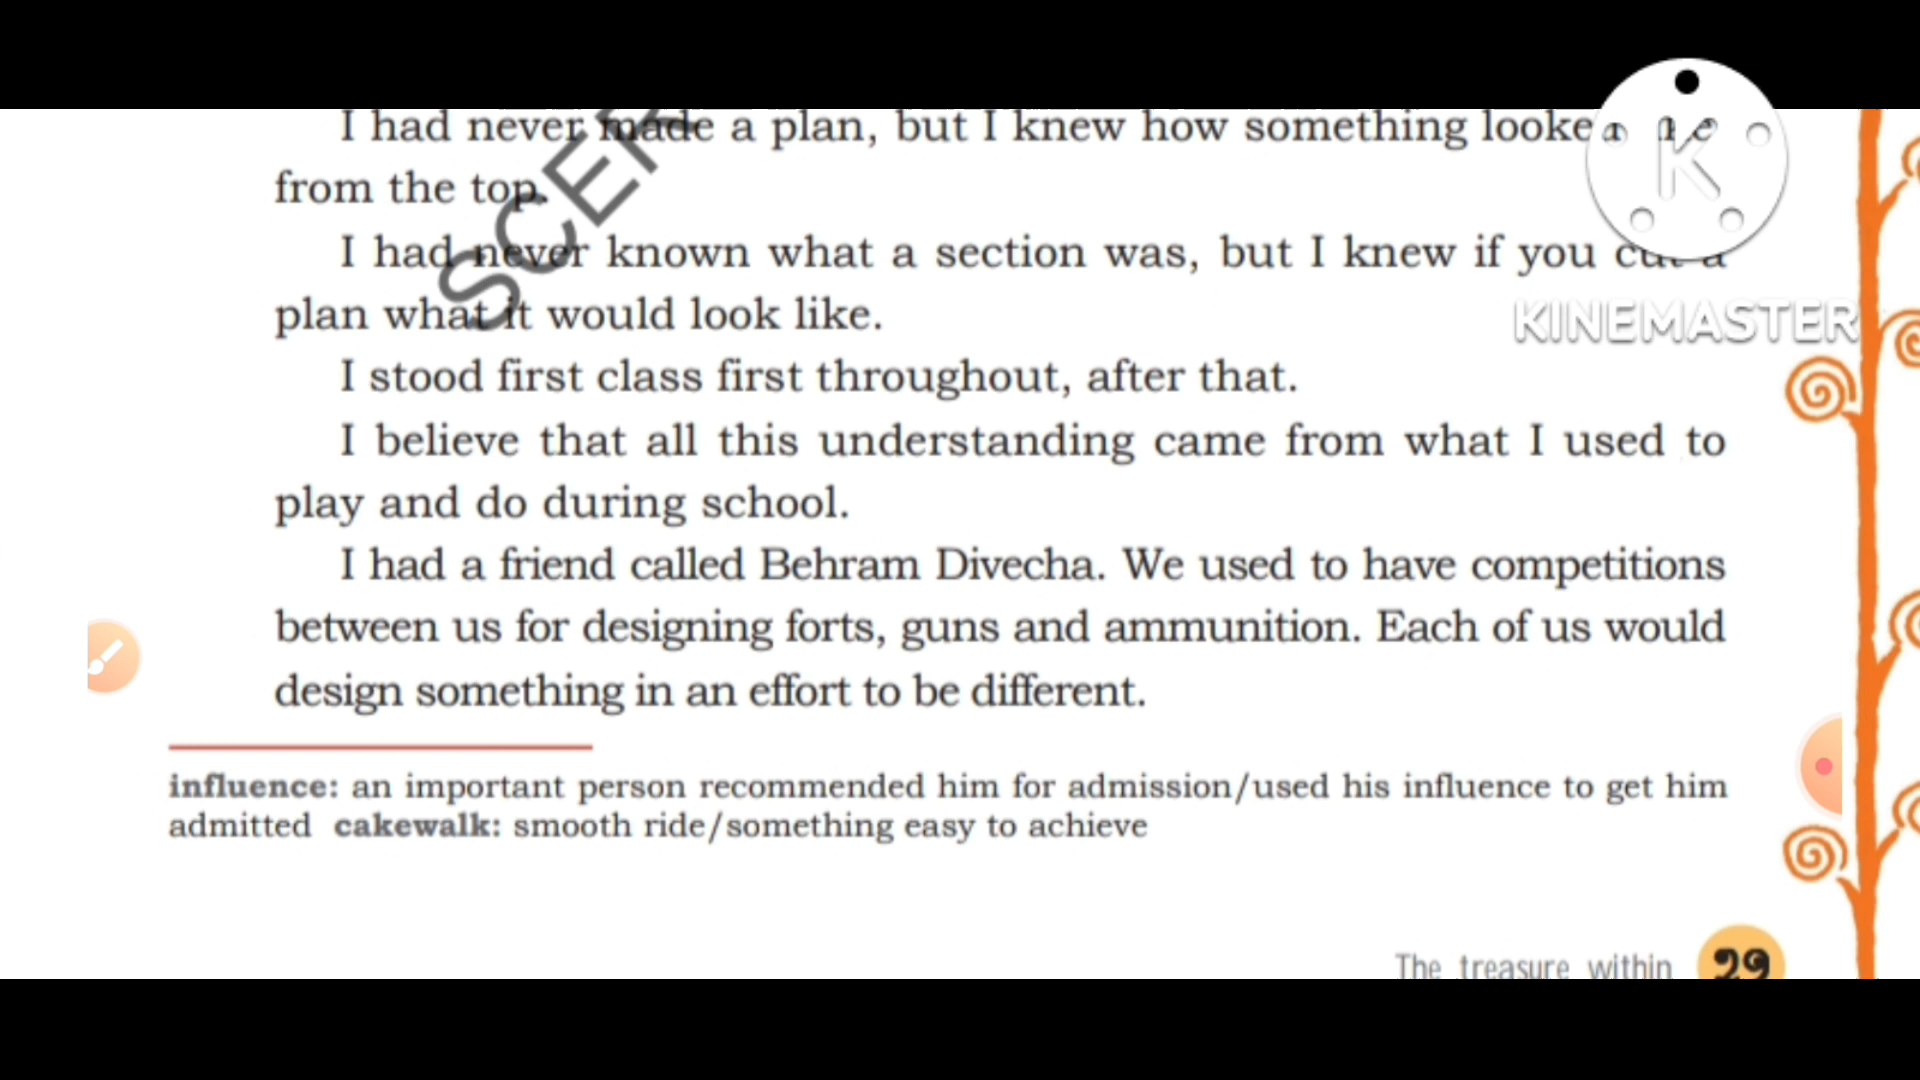 I had never made a plan, but I knew how something looked like
from the top.
I had never known what a section was, but I knew if you cut a
plan what it would look like.
I stood first class first throughout, after that.
I believe that all this understanding came from what I used to
play and do during school.
I had a friend called Behram Divecha. We used to have competitions
between us for designing forts, guns and ammunition. Each of us would
design something in an effort to be different.
influence: an important person recommended him for admission/used his influence to get him
admitted cakewalk: smooth ride/something easy to achieve
The treasure within 29
SCER
K
KINEMASTER